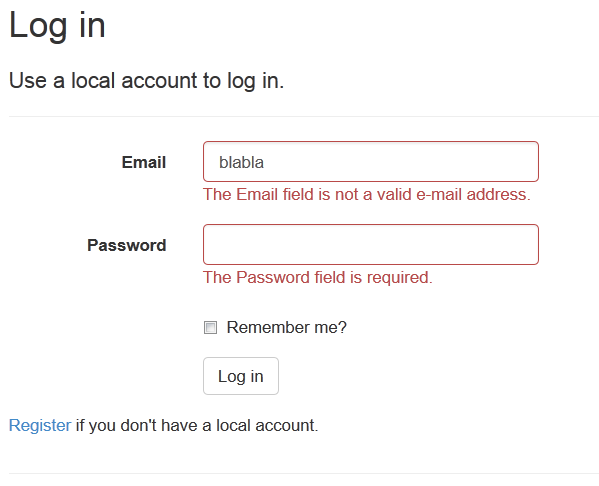 Log in
Use a local account to log in.
Email
blabla
The Email field is not a valid e-mail address.
Password
The Password field is required.
Remember me?
Log in
Register if you don't have a local account.